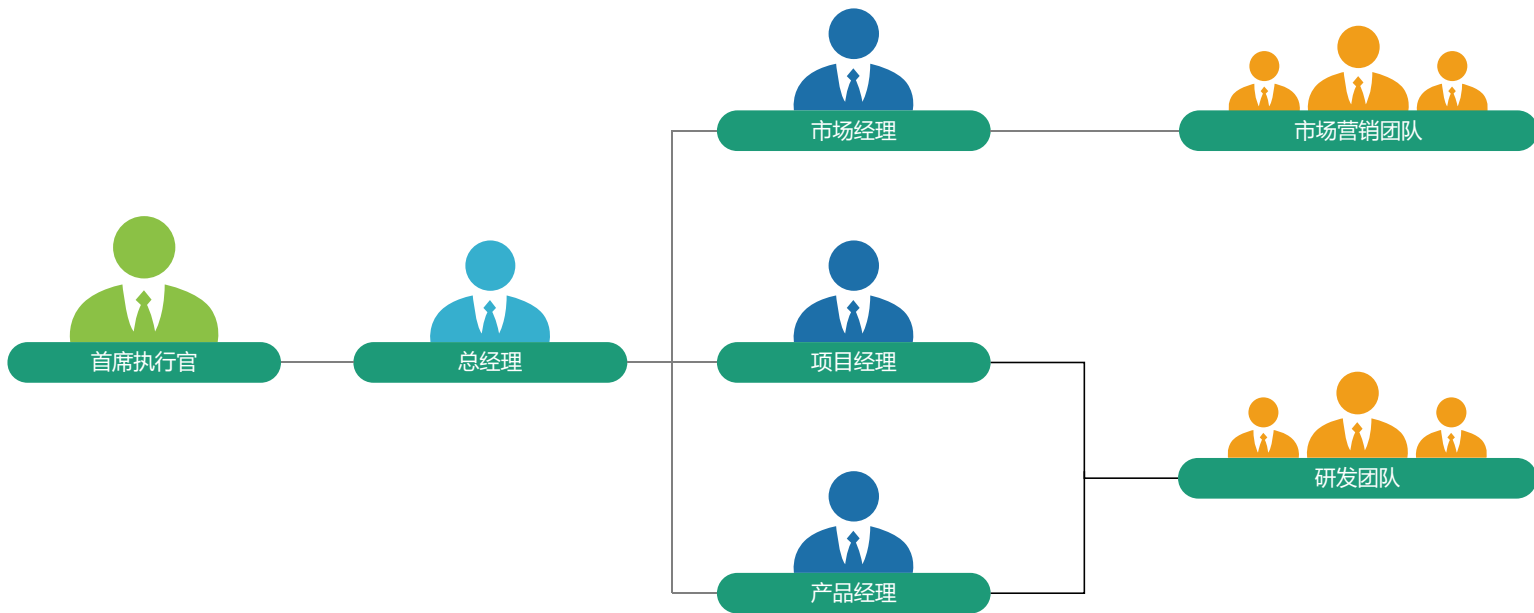 市场经理
市场营销团队
首席执行官
总经理
项目经理
研发团队
产品经理